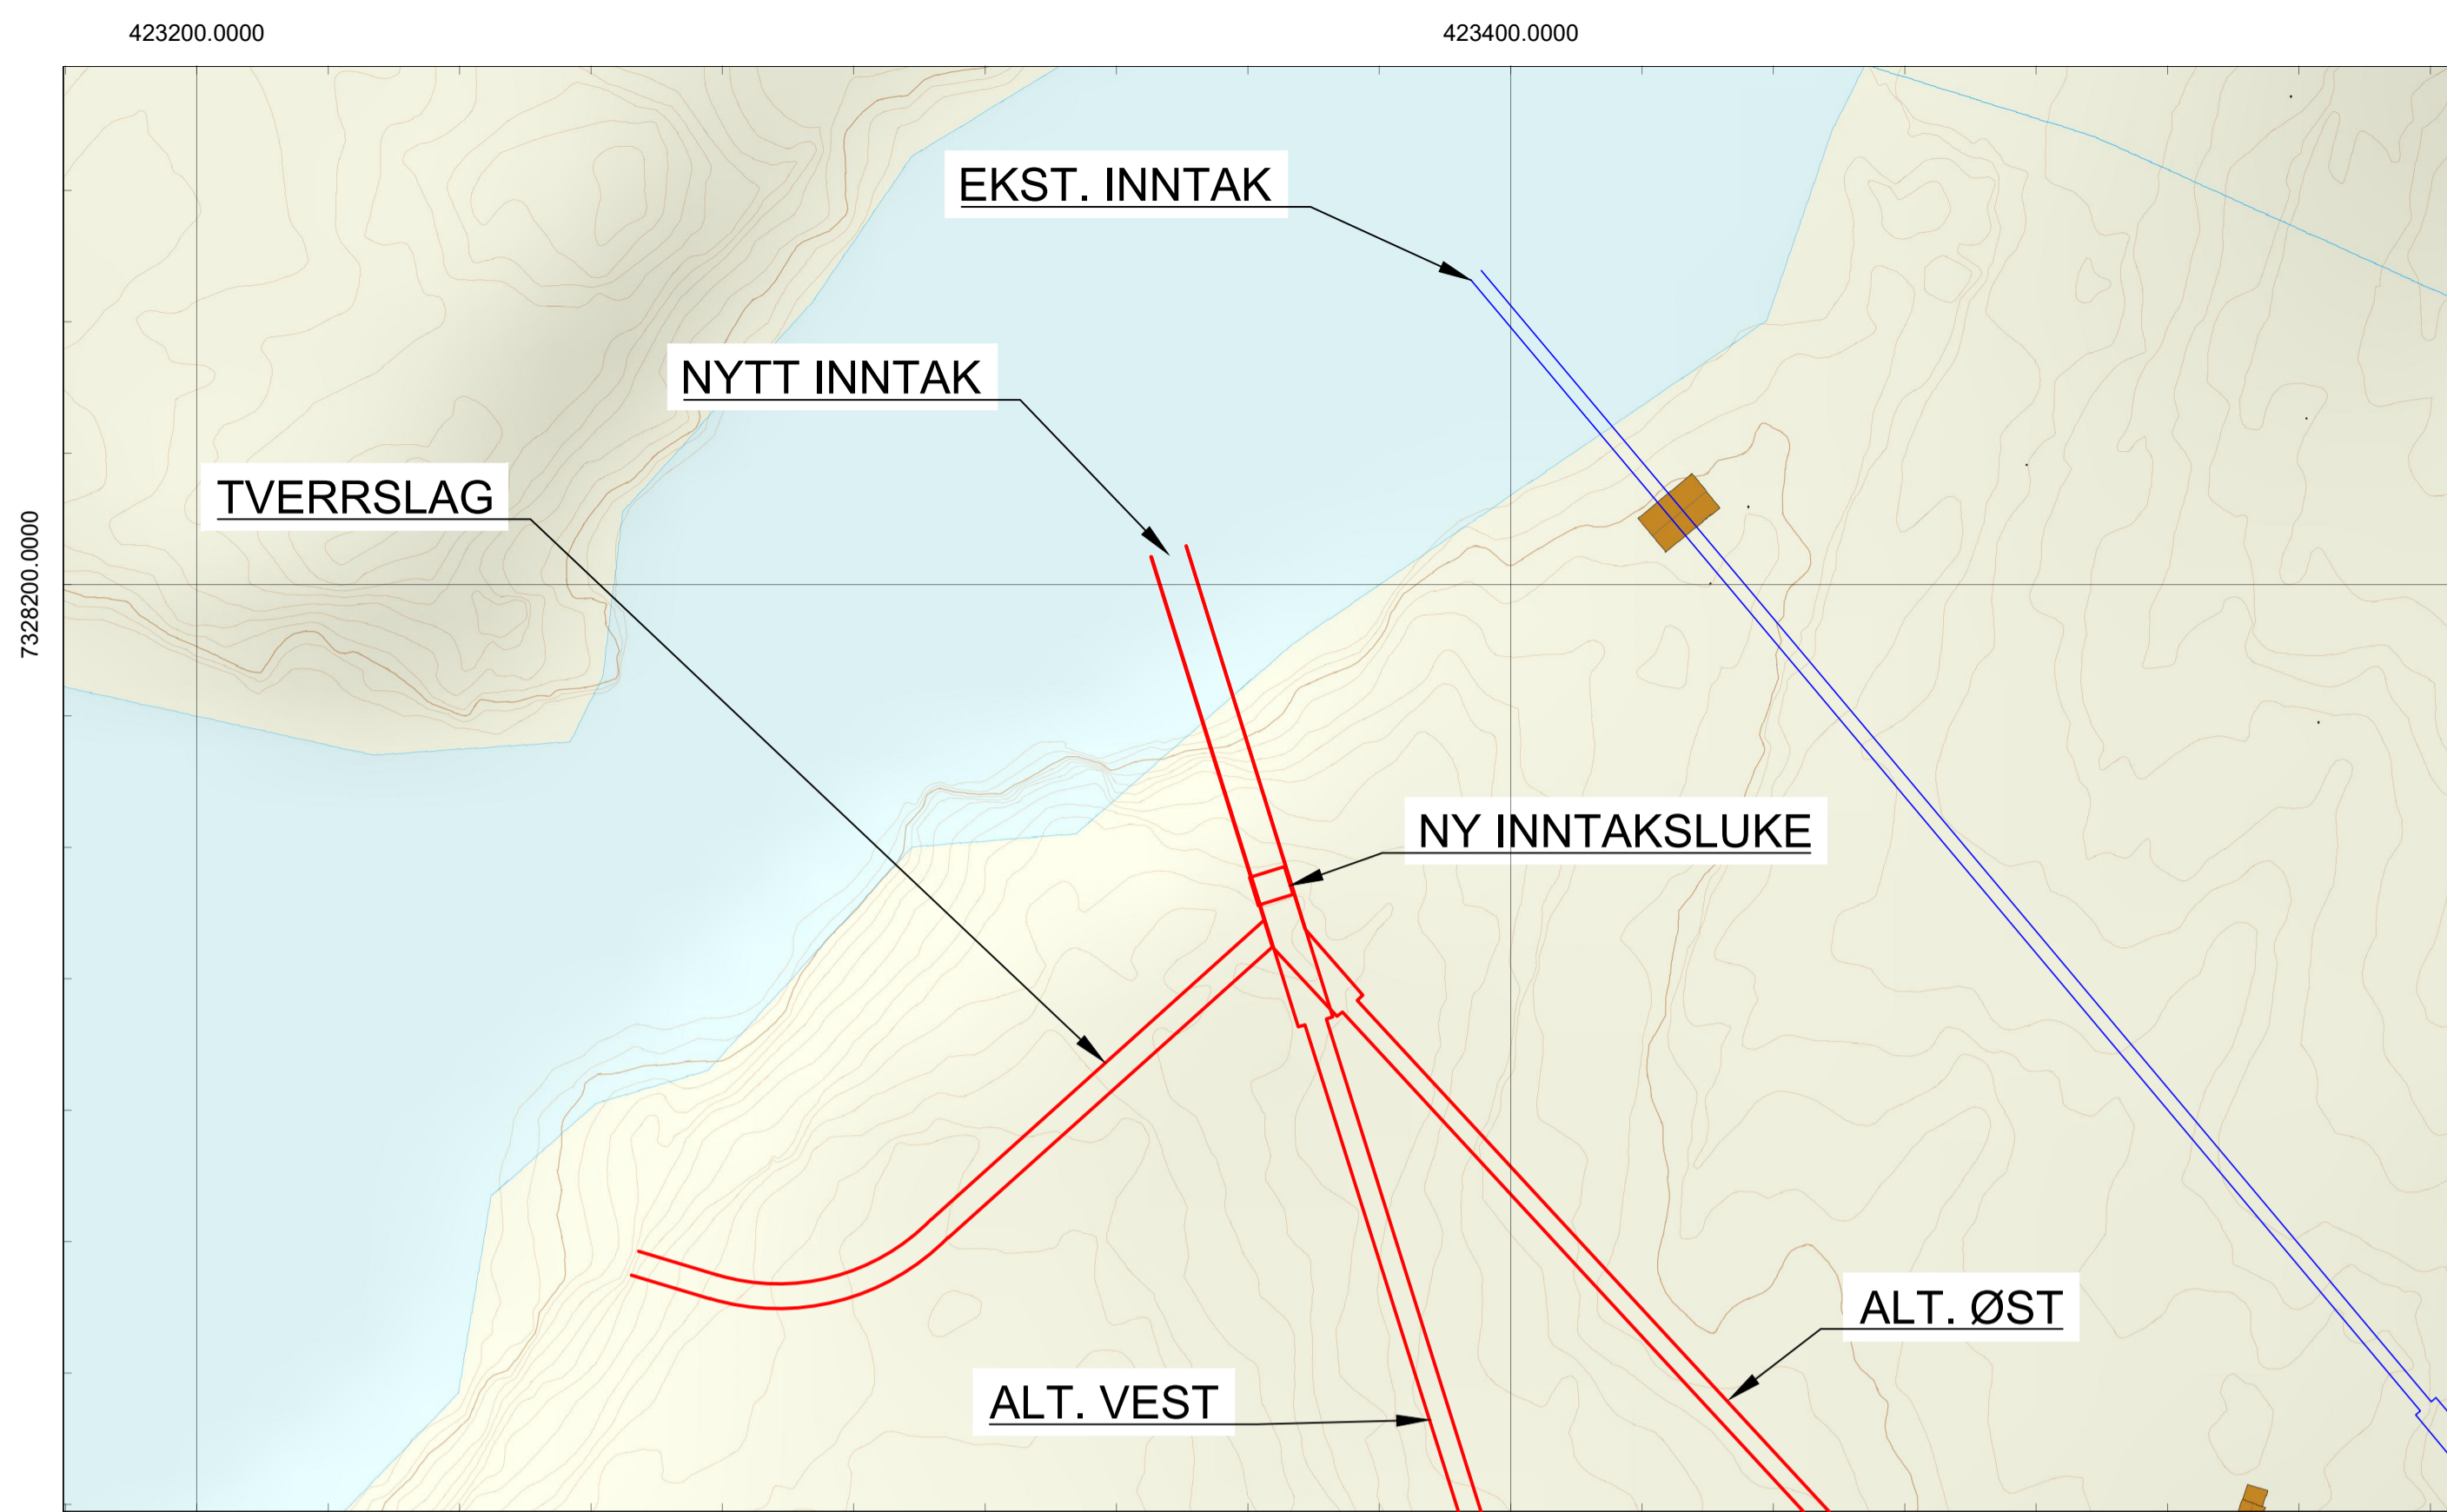 423200.0000
423400.0000
EKST. INNTAK
NYTT INNTAK
TVERRSLAG
7328200.0000
NY INNTAKSLUKE
ALT. ØST
ALT. VEST